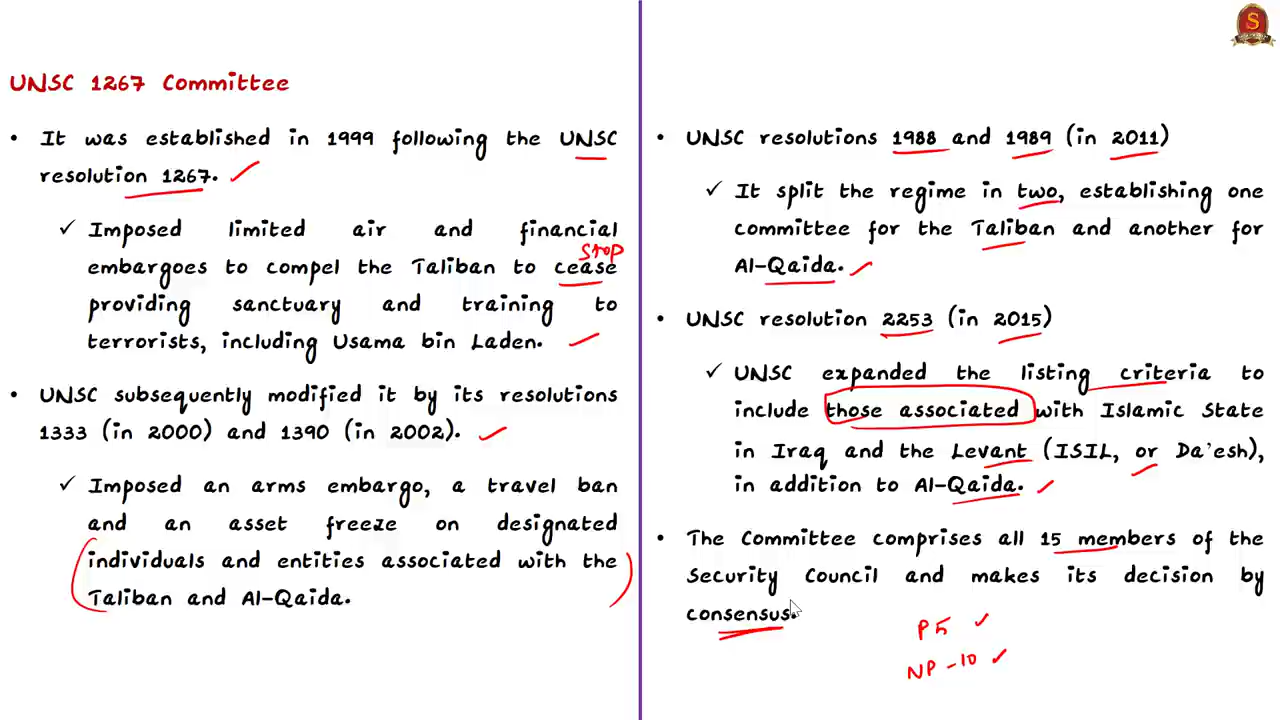 UNSC 1267 Committee
• It was established in 1999 following the UNSC
resolution 1267.
✓ Imposed limited air and financial
stop
embargoes to compel the Taliban to cease
providing sanctuary and training to
terrorists, including Usama bin Laden.
• UNSC subsequently modified it by its resolutions
1333 (in 2000) and 1390 (in 2002).
✓ Imposed an arms embargo, a travel ban
and an asset freeze on designated
individuals and entities associated with the
Taliban and Al-Qaida.
• UNSC resolutions 1988 and 1989 (in 2011)
✓ It split the regime in two, establishing one
committee for the Taliban and another for
Al-Qaida.
• UNSC resolution 2253 (in 2015)
✓ UNSC expanded the listing criteria to
include those associated with Islamic State
in Iraq and the Levant (ISIL, or Da'esh),
in addition to Al-Qaida.
• The Committee comprises all 15 members of the
Security Council and makes its decision by
consensus.
P5 ✓
NP-10 ✓
S